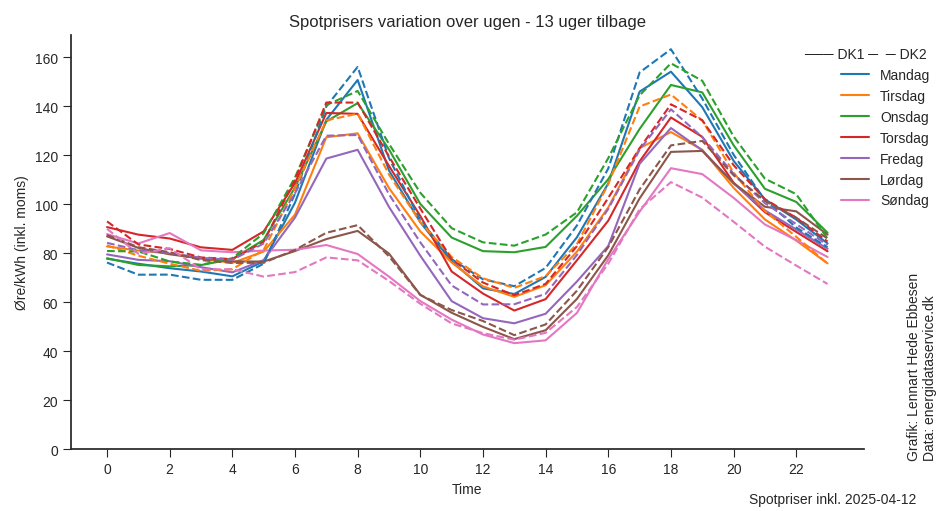 Spotprisers variation over ugen - 13 uger tilbage
Øre/kWh (inkl. moms)
160
140
120
100
80
60
40
20
0
0 2 4 6 8 10 12 14 16 18 20 22
Time
DK1 DK2
Mandag
Tirsdag
Onsdag
Torsdag
Fredag
Lørdag
Søndag
Grafik: Lennart Hede Ebbesen
Data: energidataservice.dk
Spotpriser inkl. 2025-04-12